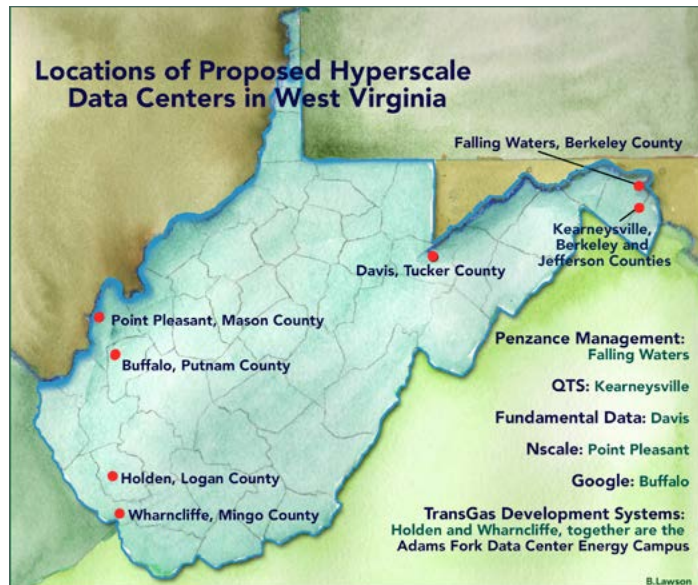 Locations of Proposed Hyperscale
Data Centers in West Virginia
Falling Waters, Berkeley County
Kearneysville,
Berkeley and
Jefferson Counties
Davis, Tucker County
Point Pleasant, Mason County
Buffalo, Putnam County
Holden, Logan County
Wharncliffe, Mingo County
Penzance Management:
Falling Waters
QTS: Kearneysville
Fundamental Data: Davis
Nscale: Point Pleasant
Google: Buffalo
TransGas Development Systems:
Holden and Wharncliffe, together are the
Adams Fork Data Center Energy Campus
B.Lawson